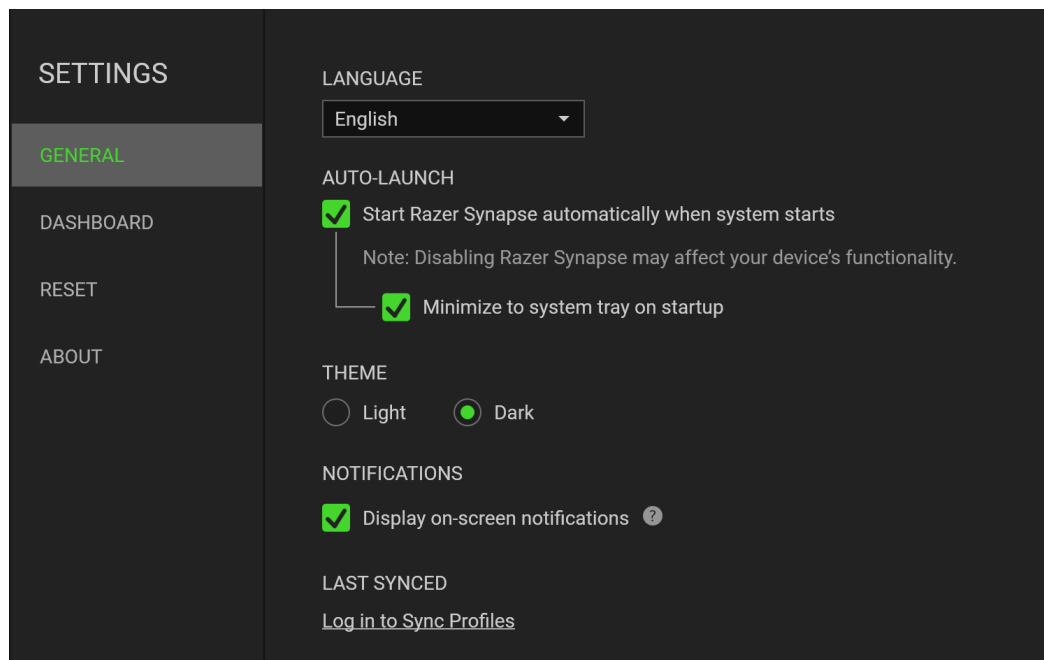 SETTINGS
GENERAL
DASHBOARD
RESET
ABOUT
LANGUAGE
English
AUTO-LAUNCH
Start Razer Synapse automatically when system starts
Note: Disabling Razer Synapse may affect your device’s functionality.
Minimize to system tray on startup
THEME
Light Dark
NOTIFICATIONS
Display on-screen notifications ?
LAST SYNCED
Log in to Sync Profiles